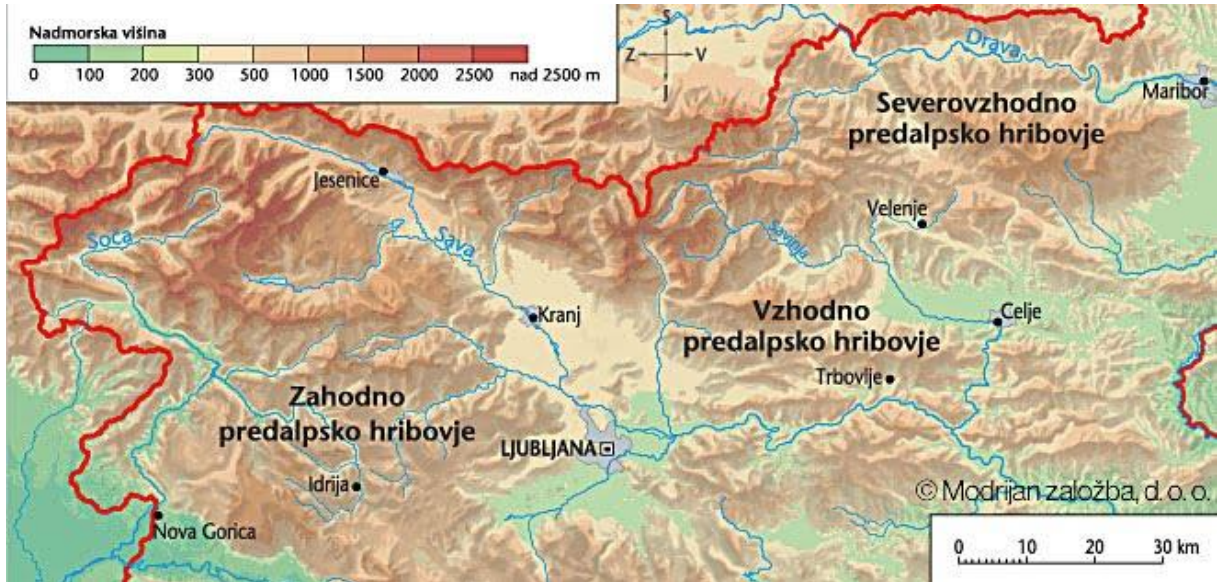 Nadmorska višina
0 100 200 300 500 1000 2000 2500 nad 2500 m
S
Z V
J
Drava
Maribor
Severovzhodno
predalpsko hribovje
Jesenice
Velenje
Soča
Sava
Savinja
Kranj
Vzhodno
predalpsko hribovje
Celje
Trbovlje
Zahodno
predalpsko hribovje
LJUBLJANA
Idrija
© Modrijan založba, d. o. o.
Nova Gorica
0 10 20 30 km